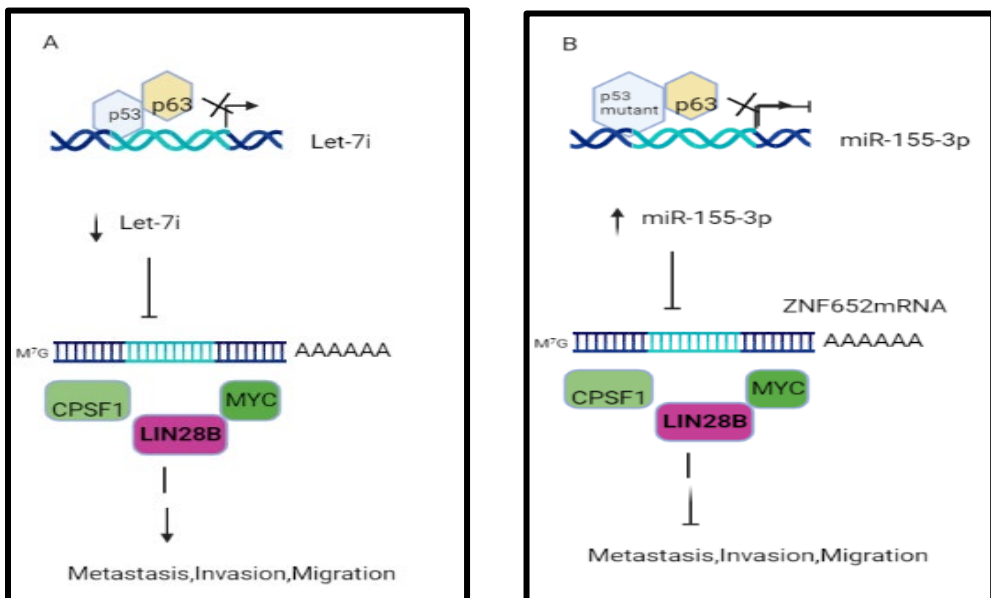 A
p53
p63
Let-7i
Let-7i
M⁷G
AAAAAA
CPSF1
MYC
LIN28B
Metastasis,Invasion,Migration
B
p53
mutant
p63
miR-155-3p
miR-155-3p
ZNF652mRNA
M⁷G
AAAAAA
CPSF1
MYC
LIN28B
Metastasis,Invasion,Migration